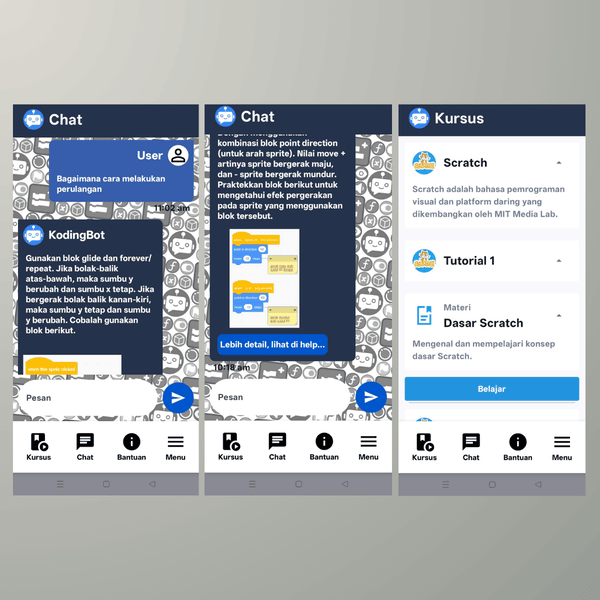 Chat
User
Bagaimana cara melakukan
perulangan
11:02 am
KodingBot
Gunakan blok glide dan forever/
repeat. Jika bolak-balik
atas-bawah, maka sumbu y
berubah dan sumbu x tetap. Jika
bergerak bolak balik kanan-kiri,
maka sumbu y tetap dan sumbu
y berubah. Cobalah gunakan
blok berikut.
Pesan
Kursus
Chat
Bantuan
Menu
Chat
Dengan menggunakan
kombinasi blok point direction
(untuk arah sprite). Nilai move +
artinya sprite bergerak maju,
dan - sprite bergerak mundur.
Praktekkan blok berikut untuk
mengetahui efek pergerakan
pada sprite yang menggunakan
blok tersebut.
Lebih detail, lihat di help...
10:18 am
Pesan
Kursus
Chat
Bantuan
Menu
Kursus
Scratch
Scratch adalah bahasa pemrograman
visual dan platform daring yang
dikembangkan oleh MIT Media Lab.
Tutorial 1
Materi
Dasar Scratch
Mengenal dan mempelajari konsep
dasar Scratch.
Belajar
Kursus
Chat
Bantuan
Menu